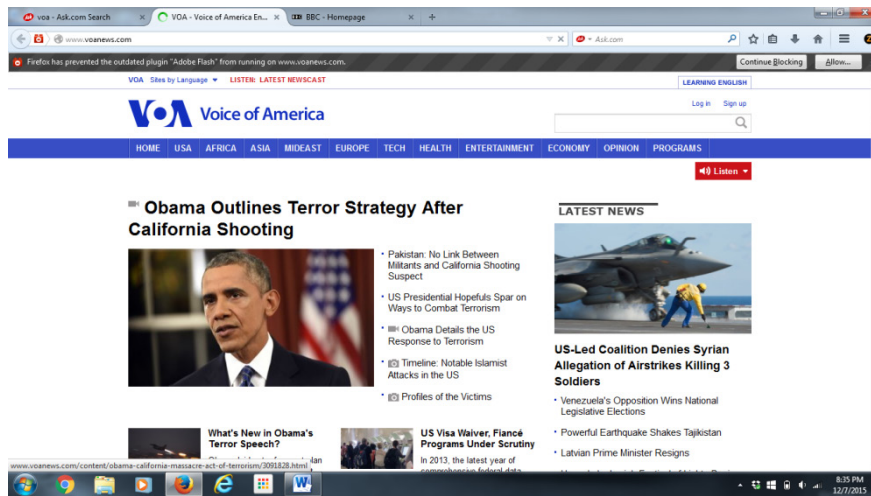 voa - Ask.com Search
VOA - Voice of America En...
BBC - Homepage
www.voanews.com
Ask.com
Firefox has prevented the outdated plugin "Adobe Flash" from running on www.voanews.com.
Continue Blocking
Allow...
VOA Sites by Language
LISTEN: LATEST NEWSCAST
LEARNING ENGLISH
VOA Voice of America
Log in Sign up
HOME USA AFRICA ASIA MIDEAST EUROPE TECH HEALTH ENTERTAINMENT ECONOMY OPINION PROGRAMS
Listen
Obama Outlines Terror Strategy After
California Shooting
• Pakistan: No Link Between
Militants and California Shooting
Suspect
• US Presidential Hopefuls Spar on
Ways to Combat Terrorism
• Obama Details the US
Response to Terrorism
• Timeline: Notable Islamist
Attacks in the US
• Profiles of the Victims
LATEST NEWS
US-Led Coalition Denies Syrian
Allegation of Airstrikes Killing 3
Soldiers
• Venezuela's Opposition Wins National
Legislative Elections
• Powerful Earthquake Shakes Tajikistan
• Latvian Prime Minister Resigns
What's New in Obama's
Terror Speech?
US Visa Waiver, Fiancé
Programs Under Scrutiny
In 2013, the latest year of
comprehensive federal data
www.voanews.com/content/obama-california-massacre-act-of-terrorism/3091828.html
8:35 PM
12/7/2015